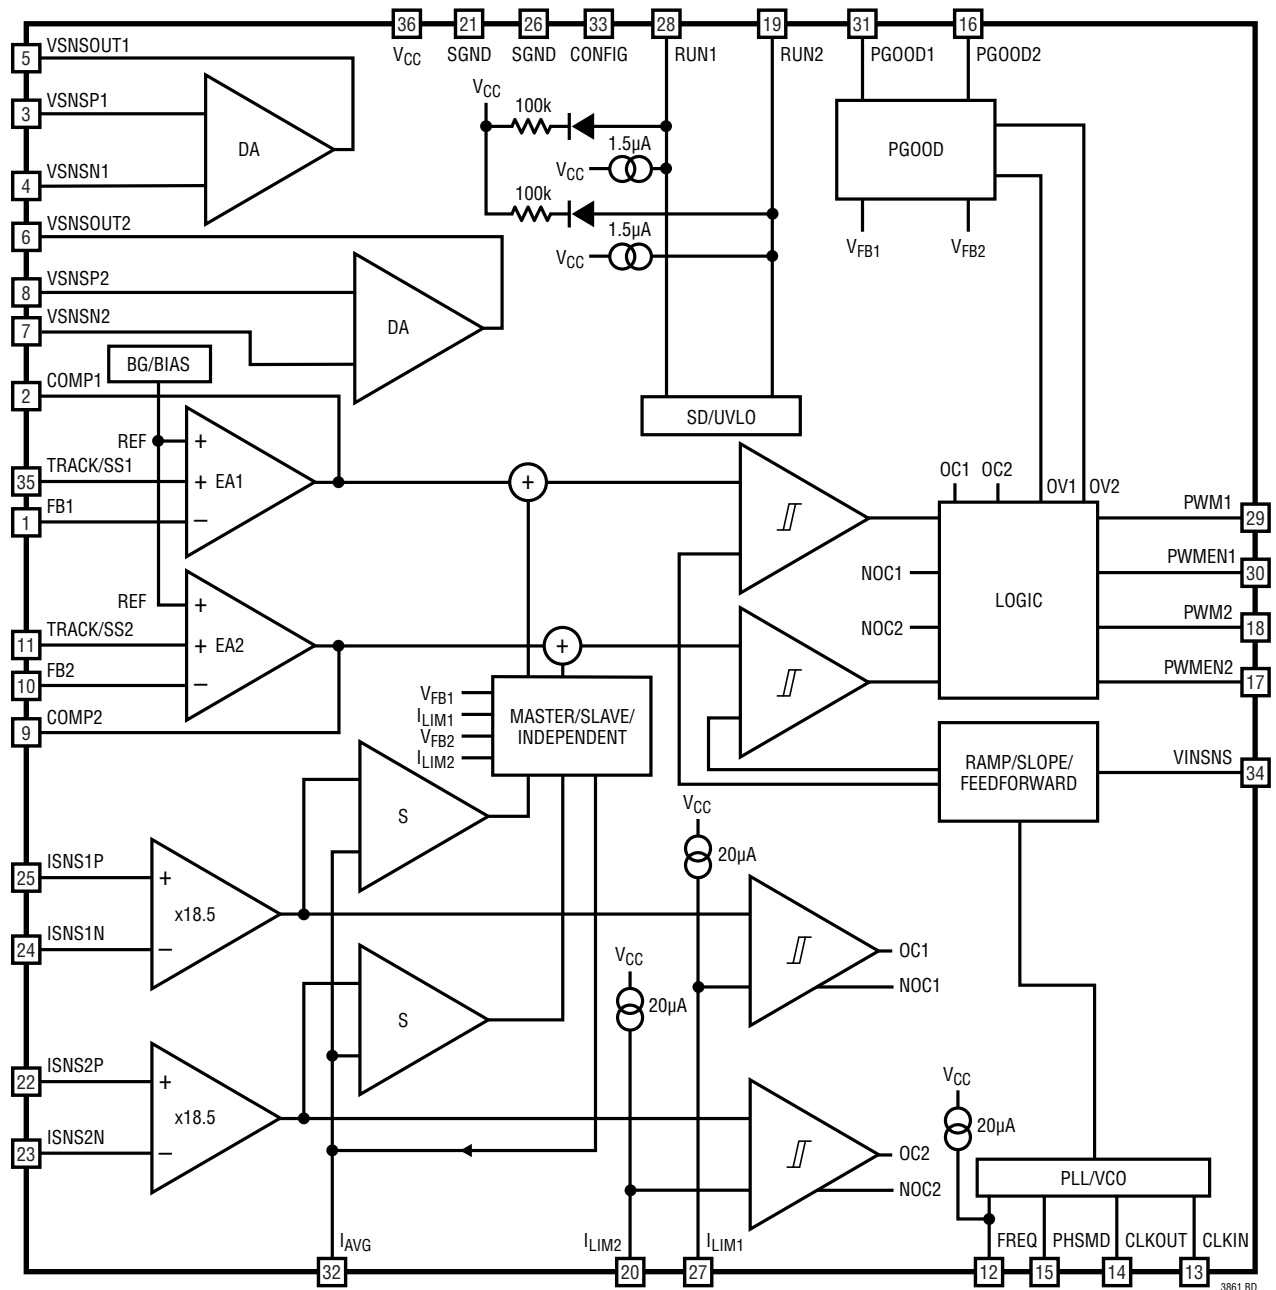 36 21 26 33 28 19 31 16
VCC SGND SGND CONFIG RUN1 RUN2 PGOOD1 PGOOD2
5 VSNSOUT1
3 VSNSP1
DA
4 VSNSN1
6 VSNSOUT2
8 VSNSP2
DA
7 VSNSN2
VCC
100k
1.5µA
VCC
100k
1.5µA
VCC
PGOOD
VFB1 VFB2
BG/BIAS
2 COMP1
SD/UVLO
REF +
35 TRACK/SS1 + EA1
1 FB1 –
+
REF +
11 TRACK/SS2 + EA2
10 FB2 –
9 COMP2
+
OC1 OC2 OV1 OV2
NOC1
NOC2
LOGIC
PWM1 29
PWMEN1 30
PWM2 18
PWMEN2 17
VFB1
ILIM1
VFB2
ILIM2
MASTER/SLAVE/
INDEPENDENT
RAMP/SLOPE/
FEEDFORWARD
VINSNS 34
S
VCC
20µA
25 ISNS1P +
x18.5
24 ISNS1N –
OC1
NOC1
S
VCC
20µA
22 ISNS2P +
x18.5
23 ISNS2N –
OC2
NOC2
VCC
20µA
PLL/VCO
IAVG ILIM2 ILIM1 FREQ PHSMD CLKOUT CLKIN
32 20 27 12 15 14 13
3861 BD